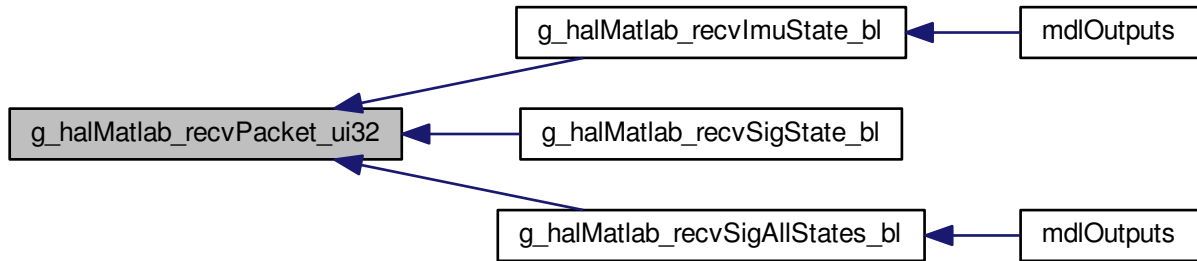 g_halMatlab_recvImuState_bl
mdlOutputs
g_halMatlab_recvPacket_ui32
g_halMatlab_recvSigState_bl
g_halMatlab_recvSigAllStates_bl
mdlOutputs